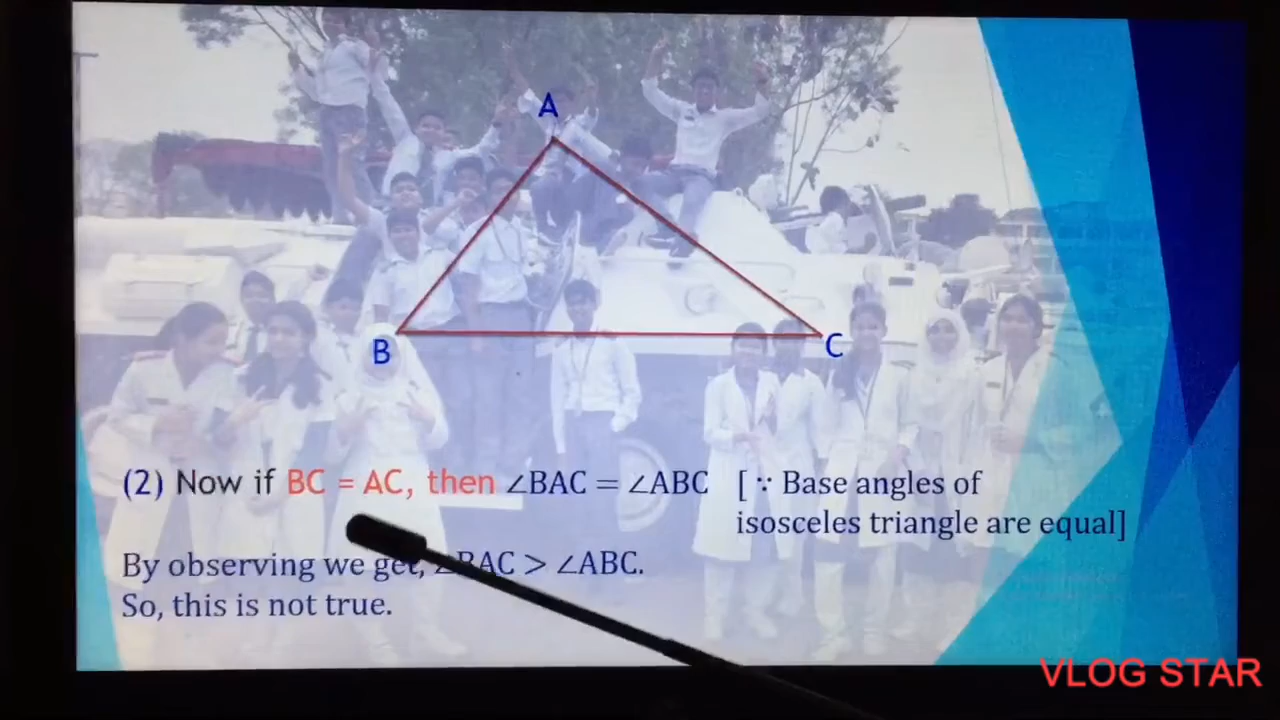 A
B
C
(2) Now if BC = AC, then ∠BAC = ∠ABC [ ∵ Base angles of
isosceles triangle are equal]
By observing we get, ∠BAC > ∠ABC.
So, this is not true.
VLOG STAR